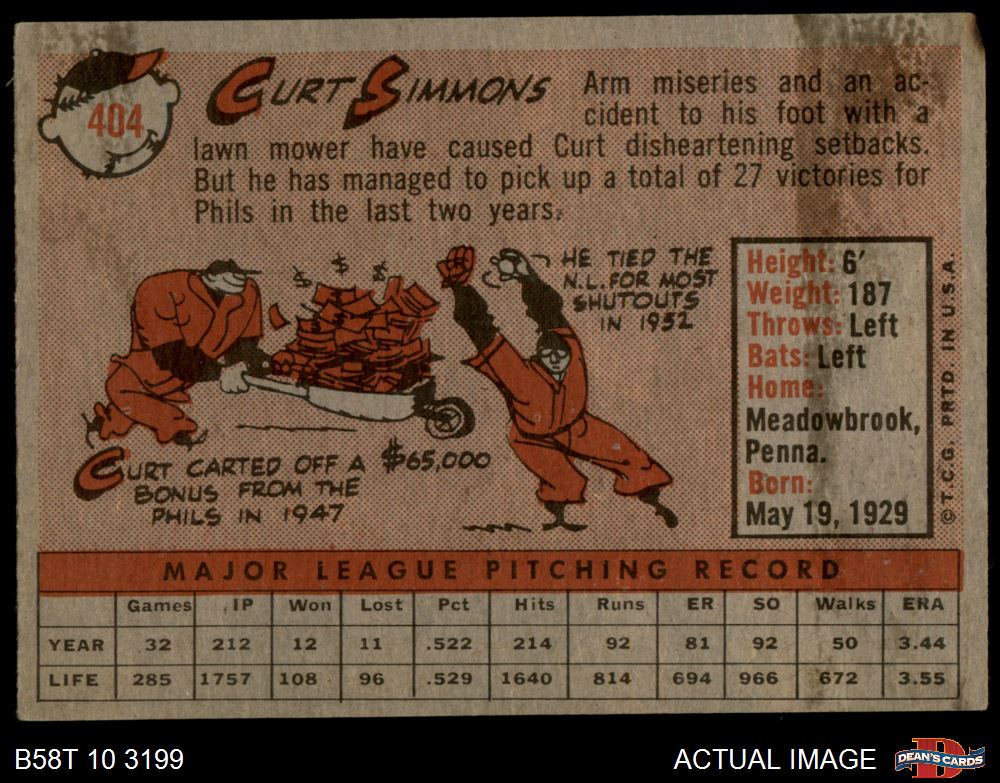 404
CURT SIMMONS
Arm miseries and an ac-
cident to his foot with a
lawn mower have caused Curt disheartening setbacks.
But he has managed to pick up a total of 27 victories for
Phils in the last two years.
$ $ $ $
HE TIED THE
N.L. FOR MOST
SHUTOUTS
IN 1952
CURT CARTED OFF A $65,000
BONUS FROM THE
PHILS IN 1947
Height: 6'
Weight: 187
Throws: Left
Bats: Left
Home:
Meadowbrook,
Penna.
Born:
May 19, 1929
©T.C.G. PRTD. IN U.S.A.
MAJOR LEAGUE PITCHING RECORD
Games IP Won Lost Pct Hits Runs ER SO Walks ERA
YEAR 32 212 12 11 .522 214 92 81 92 50 3.44
LIFE 285 1757 108 96 .529 1640 814 694 966 672 3.55
B58T 10 3199
ACTUAL IMAGE
D
DEAN'S CARDS